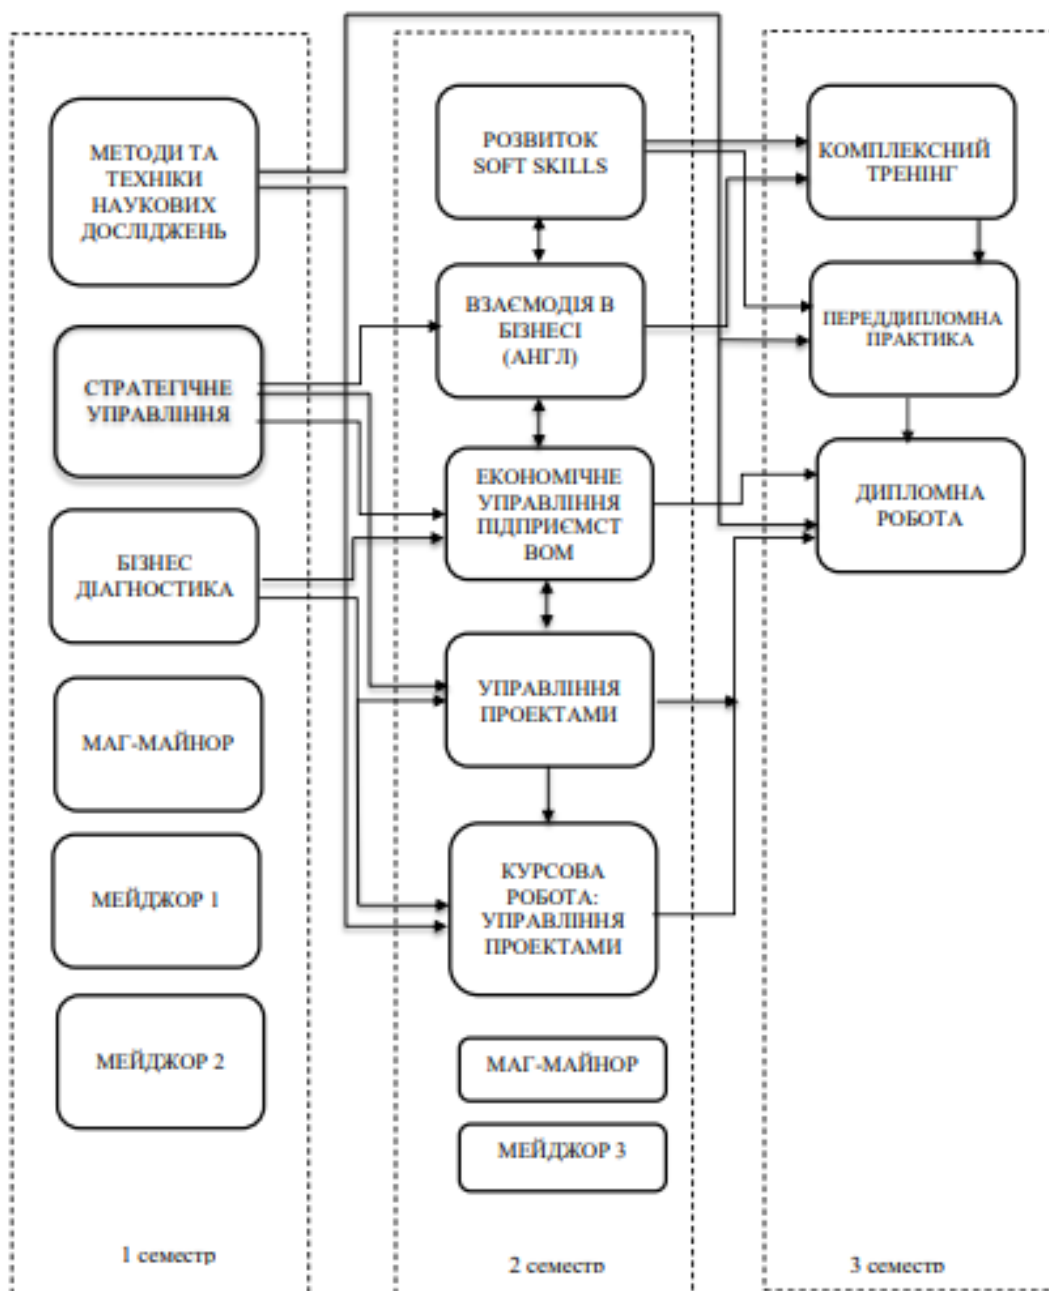 МЕТОДИ ТА
ТЕХНІКИ
НАУКОВИХ
ДОСЛІДЖЕНЬ
СТРАТЕГІЧНЕ
УПРАВЛІННЯ
БІЗНЕС
ДІАГНОСТИКА
МАГ-МАЙНОР
МЕЙДЖОР 1
МЕЙДЖОР 2
1 семестр
РОЗВИТОК
SOFT SKILLS
ВЗАЄМОДІЯ В
БІЗНЕСІ
(АНГЛ)
ЕКОНОМІЧНЕ
УПРАВЛІННЯ
ПІДПРИЄМСТ
ВОМ
УПРАВЛІННЯ
ПРОЕКТАМИ
КУРСОВА
РОБОТА:
УПРАВЛІННЯ
ПРОЕКТАМИ
МАГ-МАЙНОР
МЕЙДЖОР 3
2 семестр
КОМПЛЕКСНИЙ
ТРЕНІНГ
ПЕРЕДДИПЛОМНА
ПРАКТИКА
ДИПЛОМНА
РОБОТА
3 семестр